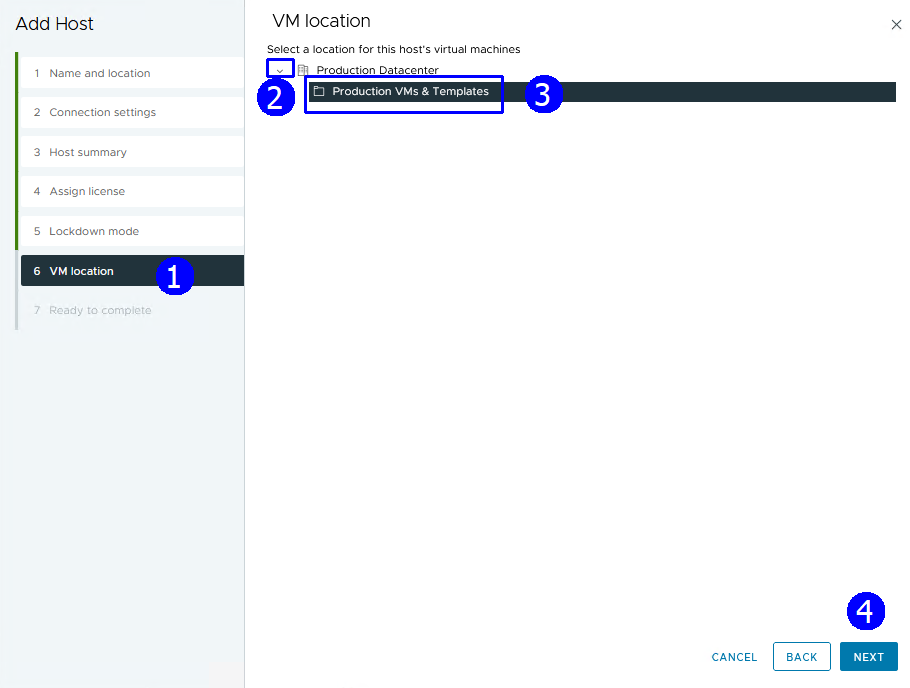 Add Host
1 Name and location
2 Connection settings
3 Host summary
4 Assign license
5 Lockdown mode
6 VM location
1
7 Ready to complete
VM location
Select a location for this host's virtual machines
Production Datacenter
2
Production VMs & Templates
3
4
CANCEL
BACK
NEXT